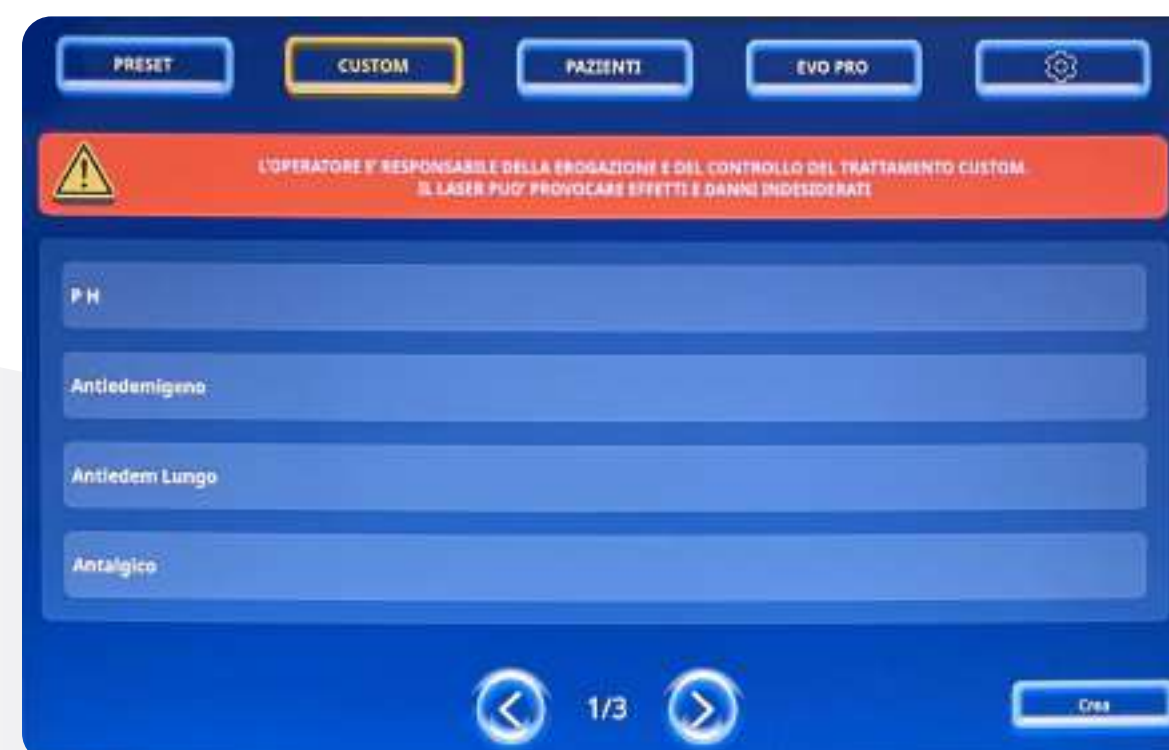 PRESET
CUSTOM
PAZIENTI
EVO PRO
L'OPERATORE E' RESPONSABILE DELLA EROGAZIONE E DEL CONTROLLO DEL TRATTAMENTO CUSTOM.
IL LASER PUO' PROVOCARE EFFETTI E DANNI INDESIDERATI
P H
Antiedemigeno
Antiedem Lungo
Antalgico
1/3
Crea